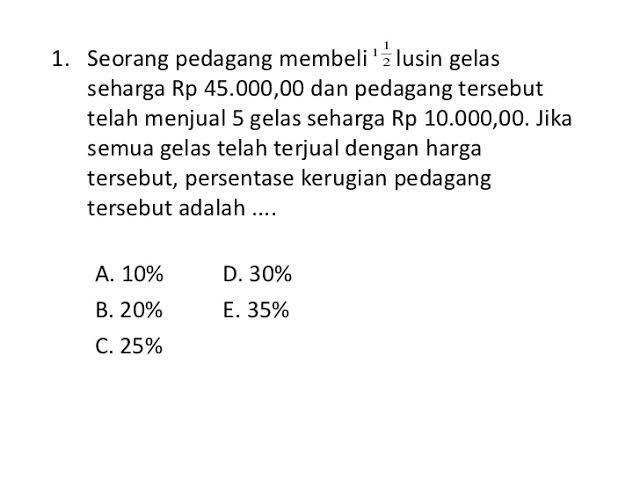 1. Seorang pedagang membeli 1 1/2 lusin gelas
seharga Rp 45.000,00 dan pedagang tersebut
telah menjual 5 gelas seharga Rp 10.000,00. Jika
semua gelas telah terjual dengan harga
tersebut, persentase kerugian pedagang
tersebut adalah ....
A. 10% D. 30%
B. 20% E. 35%
C. 25%